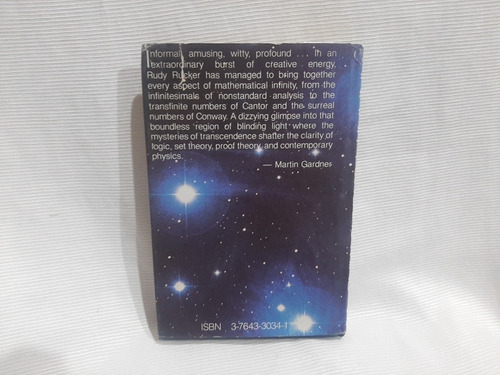 nformal, amusing, witty, profound . . . In an
extraordinary burst of creative energy,
Rudy Rucker has managed to bring together
every aspect of mathematical infinity, from the
infinitesimals of nonstandard analysis to the
transfinite numbers of Cantor and the surreal
numbers of Conway. A dizzying glimpse into that
boundless region of blinding light where the
mysteries of transcendence shatter the clarity of
logic, set theory, proof theory, and contemporary
physics.
— Martin Gardner
ISBN 3-7643-3034-1